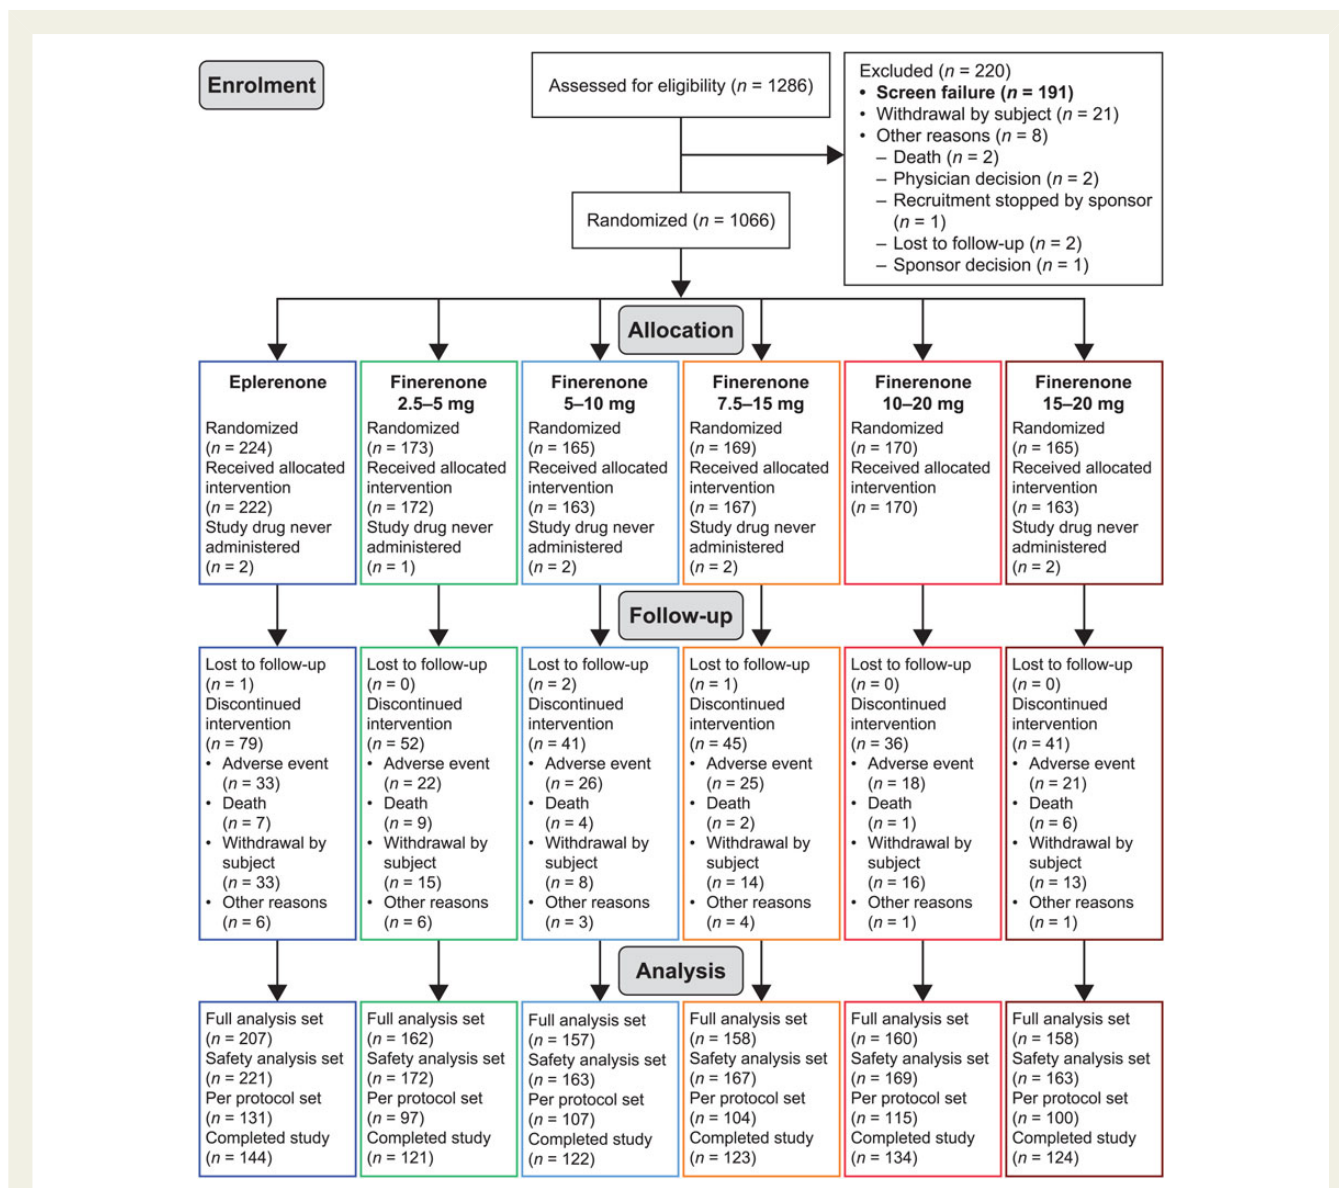 Enrolment
Assessed for eligibility (n = 1286)
Excluded (n = 220)
• Screen failure (n = 191)
• Withdrawal by subject (n = 21)
• Other reasons (n = 8)
– Death (n = 2)
– Physician decision (n = 2)
– Recruitment stopped by sponsor
(n = 1)
– Lost to follow-up (n = 2)
– Sponsor decision (n = 1)
Randomized (n = 1066)
Allocation
Eplerenone
Randomized
(n = 224)
Received allocated
intervention
(n = 222)
Study drug never
administered
(n = 2)
Finerenone
2.5–5 mg
Randomized
(n = 173)
Received allocated
intervention
(n = 172)
Study drug never
administered
(n = 1)
Finerenone
5–10 mg
Randomized
(n = 165)
Received allocated
intervention
(n = 163)
Study drug never
administered
(n = 2)
Finerenone
7.5–15 mg
Randomized
(n = 169)
Received allocated
intervention
(n = 167)
Study drug never
administered
(n = 2)
Finerenone
10–20 mg
Randomized
(n = 170)
Received allocated
intervention
(n = 170)
Finerenone
15–20 mg
Randomized
(n = 165)
Received allocated
intervention
(n = 163)
Study drug never
administered
(n = 2)
Follow-up
Lost to follow-up
(n = 1)
Discontinued
intervention
(n = 79)
• Adverse event
(n = 33)
• Death
(n = 7)
• Withdrawal by
subject
(n = 33)
• Other reasons
(n = 6)
Lost to follow-up
(n = 0)
Discontinued
intervention
(n = 52)
• Adverse event
(n = 22)
• Death
(n = 9)
• Withdrawal by
subject
(n = 15)
• Other reasons
(n = 6)
Lost to follow-up
(n = 2)
Discontinued
intervention
(n = 41)
• Adverse event
(n = 26)
• Death
(n = 4)
• Withdrawal by
subject
(n = 8)
• Other reasons
(n = 3)
Lost to follow-up
(n = 1)
Discontinued
intervention
(n = 45)
• Adverse event
(n = 25)
• Death
(n = 2)
• Withdrawal by
subject
(n = 14)
• Other reasons
(n = 4)
Lost to follow-up
(n = 0)
Discontinued
intervention
(n = 36)
• Adverse event
(n = 18)
• Death
(n = 1)
• Withdrawal by
subject
(n = 16)
• Other reasons
(n = 1)
Lost to follow-up
(n = 0)
Discontinued
intervention
(n = 41)
• Adverse event
(n = 21)
• Death
(n = 6)
• Withdrawal by
subject
(n = 13)
• Other reasons
(n = 1)
Analysis
Full analysis set
(n = 207)
Safety analysis set
(n = 221)
Per protocol set
(n = 131)
Completed study
(n = 144)
Full analysis set
(n = 162)
Safety analysis set
(n = 172)
Per protocol set
(n = 97)
Completed study
(n = 121)
Full analysis set
(n = 157)
Safety analysis set
(n = 163)
Per protocol set
(n = 107)
Completed study
(n = 122)
Full analysis set
(n = 158)
Safety analysis set
(n = 167)
Per protocol set
(n = 104)
Completed study
(n = 123)
Full analysis set
(n = 160)
Safety analysis set
(n = 169)
Per protocol set
(n = 115)
Completed study
(n = 134)
Full analysis set
(n = 158)
Safety analysis set
(n = 163)
Per protocol set
(n = 100)
Completed study
(n = 124)